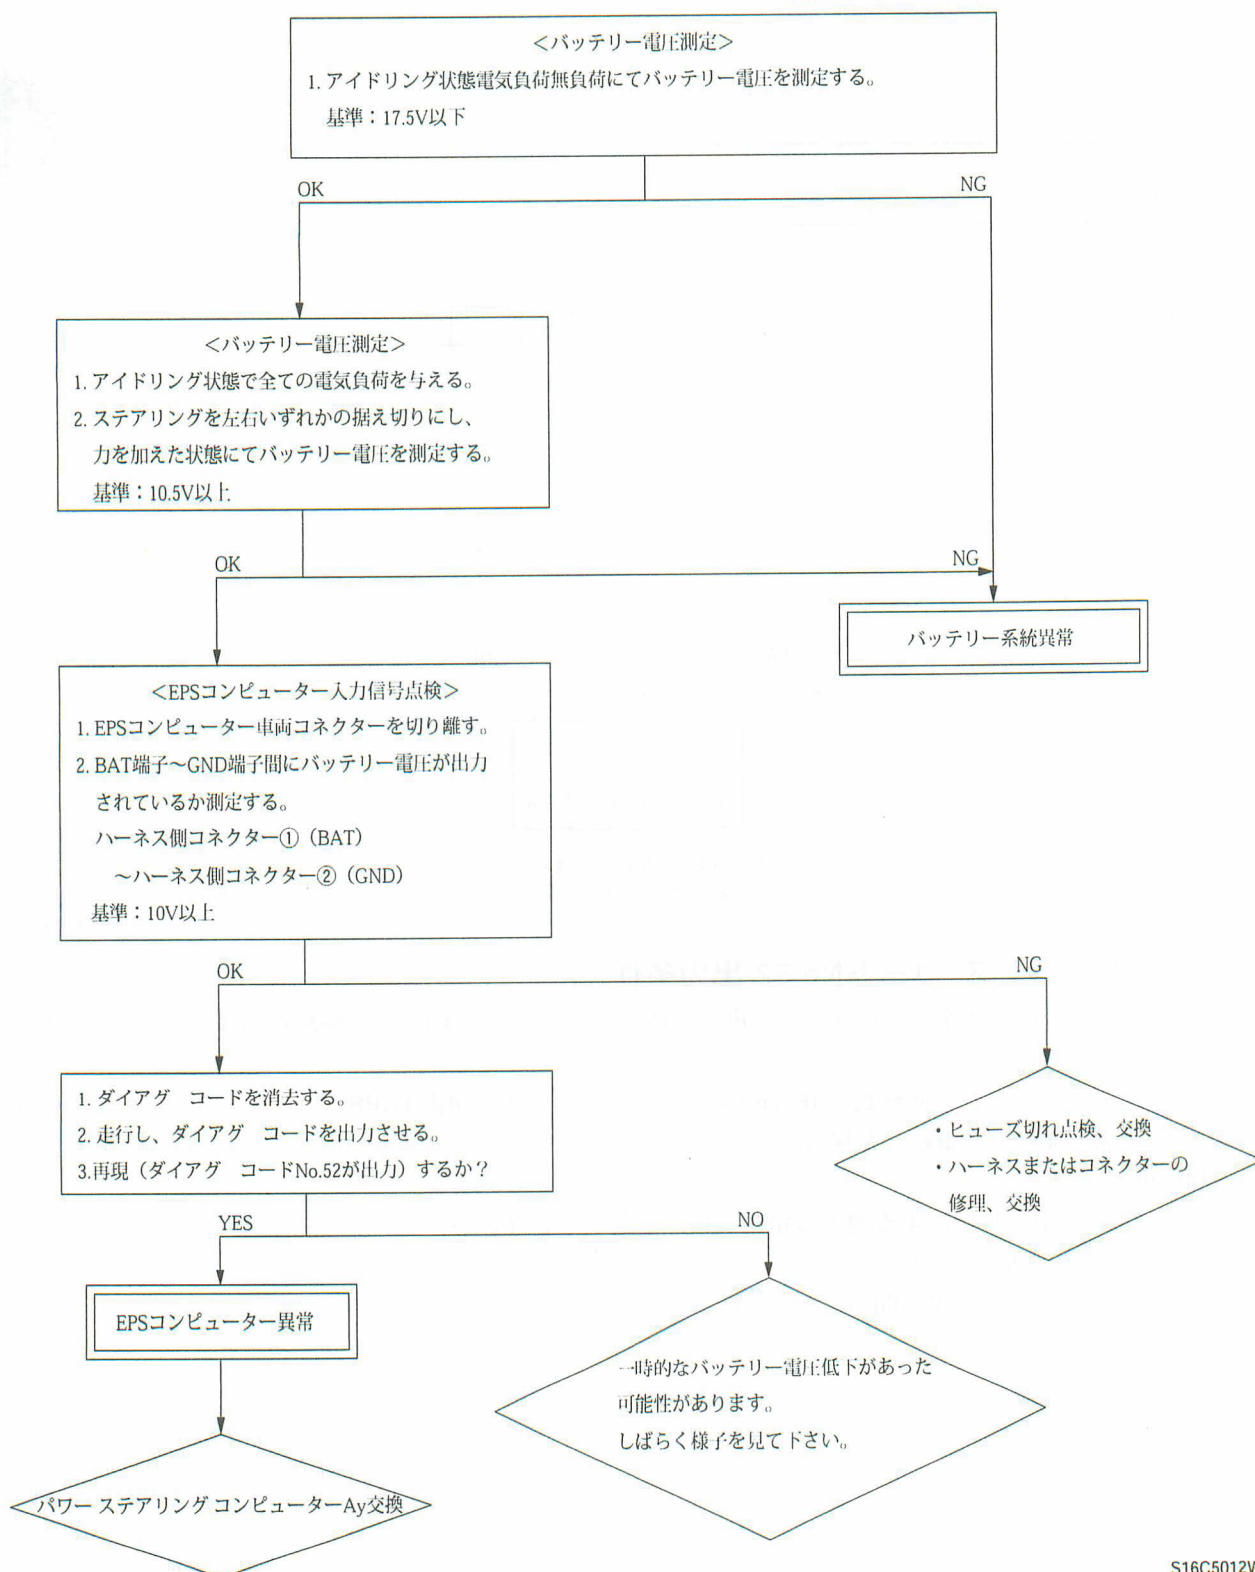 ＜バッテリー電圧測定＞
1. アイドリング状態電気負荷無負荷にてバッテリー電圧を測定する。
基準：17.5V以下
OK
NG
＜バッテリー電圧測定＞
1. アイドリング状態で全ての電気負荷を与える。
2. ステアリングを左右いずれかの据え切りにし、
力を加えた状態にてバッテリー電圧を測定する。
基準：10.5V以上
OK
NG
バッテリー系統異常
＜EPSコンピューター入力信号点検＞
1. EPSコンピューター車両コネクターを切り離す。
2. BAT端子～GND端子間にバッテリー電圧が出力
されているか測定する。
ハーネス側コネクター①（BAT）
～ハーネス側コネクター②（GND）
基準：10V以上
OK
NG
1. ダイアグ　コードを消去する。
2. 走行し、ダイアグ　コードを出力させる。
3.再現（ダイアグ　コードNo.52が出力）するか？
・ヒューズ切れ点検、交換
・ハーネスまたはコネクターの
修理、交換
YES
NO
EPSコンピューター異常
一時的なバッテリー電圧低下があった
可能性があります。
しばらく様子を見て下さい。
パワー ステアリング コンピューターAy交換
S16C5012W